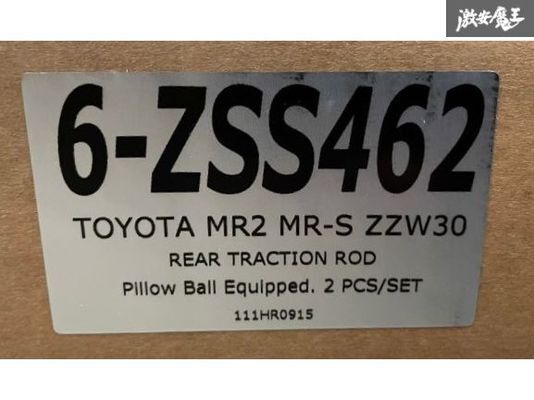 激安魔王
6-ZSS462
TOYOTA MR2 MR-S ZZW30
REAR TRACTION ROD
Pillow Ball Equipped. 2 PCS/SET
111HR0915